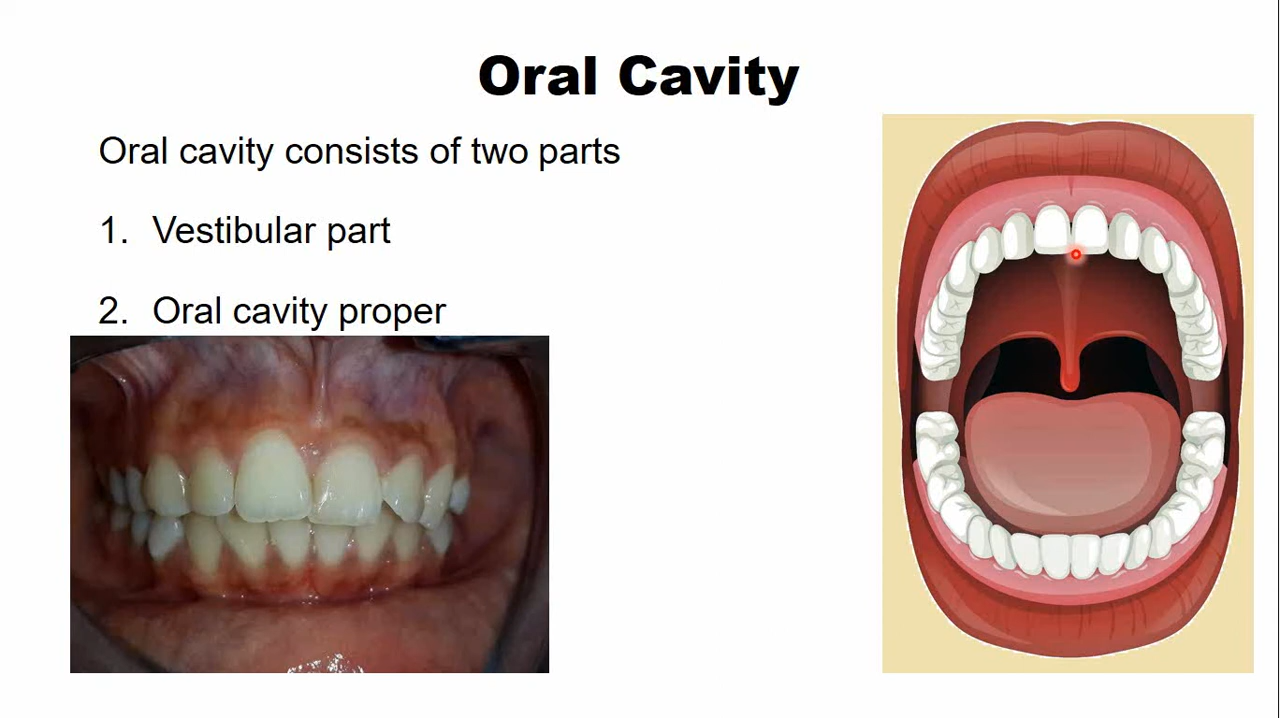 Oral Cavity
Oral cavity consists of two parts
1. Vestibular part
2. Oral cavity proper